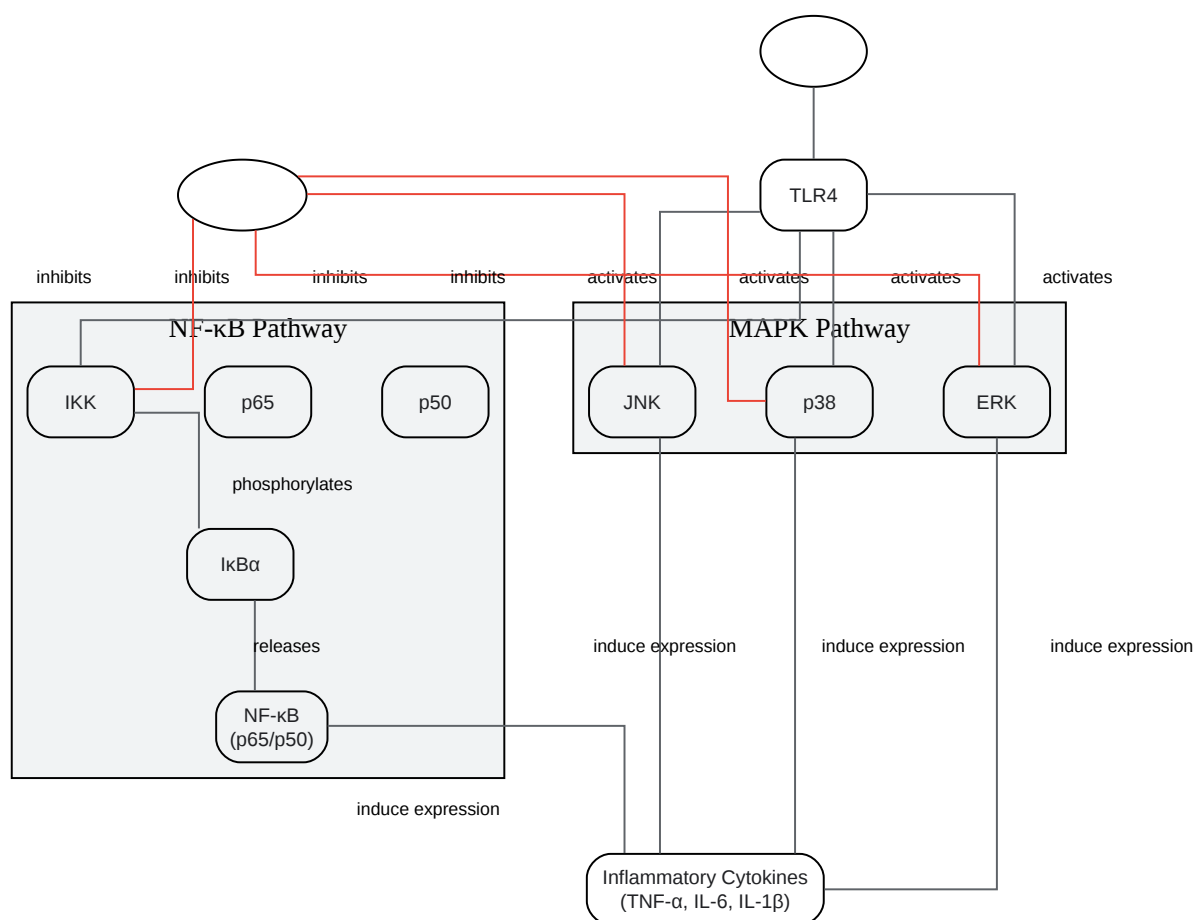 TLR4
inhibits
inhibits
inhibits
inhibits
activates
activates
activates
activates
NF-κB Pathway
MAPK Pathway
IKK
p65
p50
JNK
p38
ERK
phosphorylates
IκBα
releases
induce expression
induce expression
induce expression
NF-κB
(p65/p50)
induce expression
Inflammatory Cytokines
(TNF-α, IL-6, IL-1β)